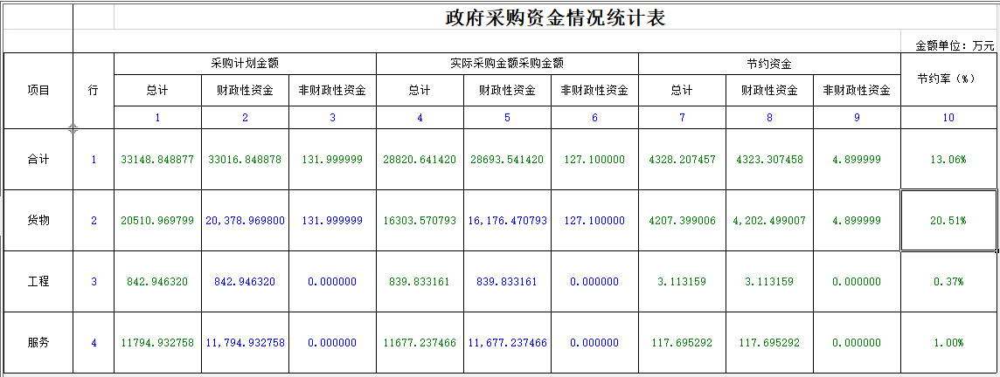 政府采购资金情况统计表
金额单位：万元
项目 行 采购计划金额 实际采购金额采购金额 节约资金 节约率（%）
总计 财政性资金 非财政性资金 总计 财政性资金 非财政性资金 总计 财政性资金 非财政性资金
1 2 3 4 5 6 7 8 9 10
合计 1 33148.848877 33016.848878 131.999999 28820.641420 28693.541420 127.100000 4328.207457 4323.307458 4.899999 13.06%
货物 2 20510.969799 20,378.969800 131.999999 16303.570793 16,176.470793 127.100000 4207.399006 4,202.499007 4.899999 20.51%
工程 3 842.946320 842.946320 0.000000 839.833161 839.833161 0.000000 3.113159 3.113159 0.000000 0.37%
服务 4 11794.932758 11,794.932758 0.000000 11677.237466 11,677.237466 0.000000 117.695292 117.695292 0.000000 1.00%